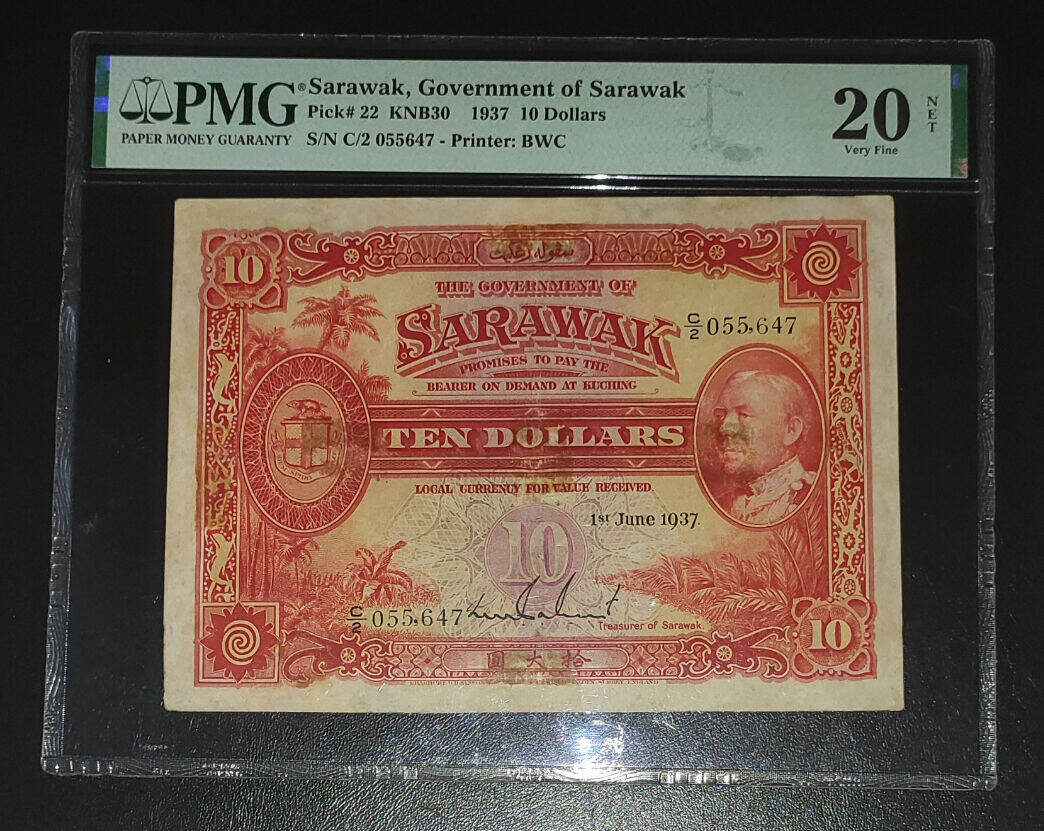 PMG® Sarawak, Government of Sarawak
Pick# 22 KNB30 1937 10 Dollars
PAPER MONEY GUARANTY S/N C/2 055647 - Printer: BWC
20 NET
Very Fine
10
THE GOVERNMENT OF
SARAWAK
C/2 055,647
PROMISES TO PAY THE
BEARER ON DEMAND AT KUCHING
TEN DOLLARS
LOCAL CURRENCY FOR VALUE RECEIVED.
1st June 1937.
10
C/2 055,647
Treasurer of Sarawak.
10
圓大拾